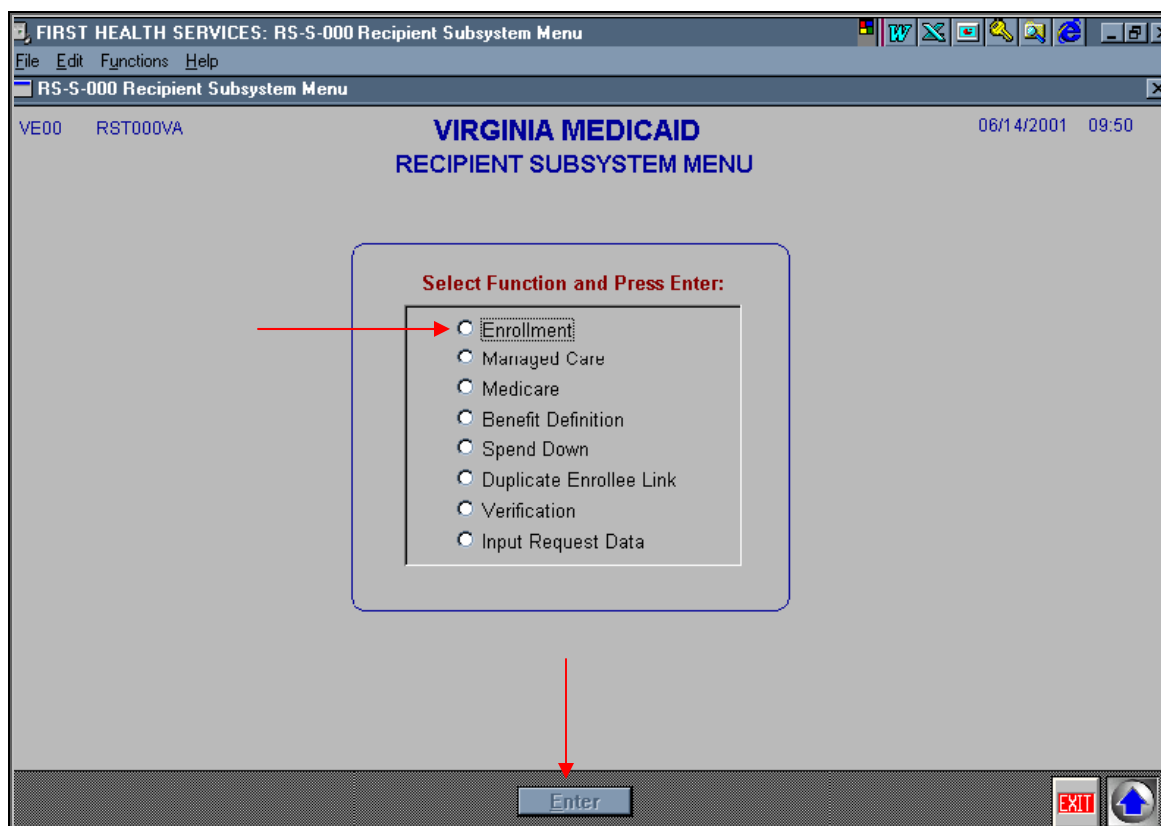 FIRST HEALTH SERVICES: RS-S-000 Recipient Subsystem Menu
File Edit Functions Help
RS-S-000 Recipient Subsystem Menu
VE00 RST000VA VIRGINIA MEDICAID 06/14/2001 09:50
RECIPIENT SUBSYSTEM MENU
Select Function and Press Enter:
Enrollment
Managed Care
Medicare
Benefit Definition
Spend Down
Duplicate Enrollee Link
Verification
Input Request Data
Enter
EXIT